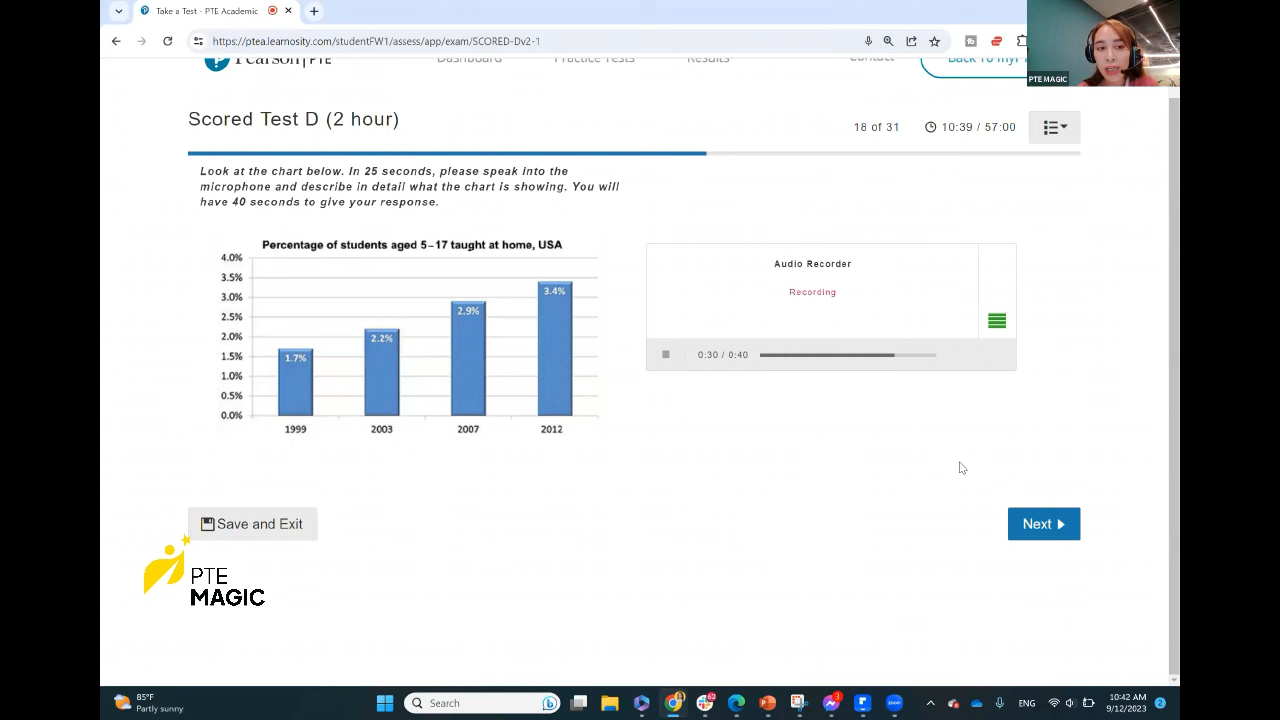 Take a Test - PTE Academic
https://ptea.learnosity.com/studentFW1/assess/app/exam/SCORED-Dv2-1
PTE MAGIC
Pearson | PTE
Dashboard
Practice Tests
Results
Contact
Scored Test D (2 hour)
18 of 31
10:39 / 57:00
Look at the chart below. In 25 seconds, please speak into the
microphone and describe in detail what the chart is showing. You will
have 40 seconds to give your response.
Percentage of students aged 5–17 taught at home, USA
4.0%
3.5%
3.0%
2.5%
2.0%
1.5%
1.0%
0.5%
0.0%
1.7%
2.2%
2.9%
3.4%
1999
2003
2007
2012
Audio Recorder
Recording
0:30 / 0:40
Save and Exit
Next
PTE
MAGIC
85°F
Partly sunny
Search
62
3
ENG
10:42 AM
9/12/2023
2